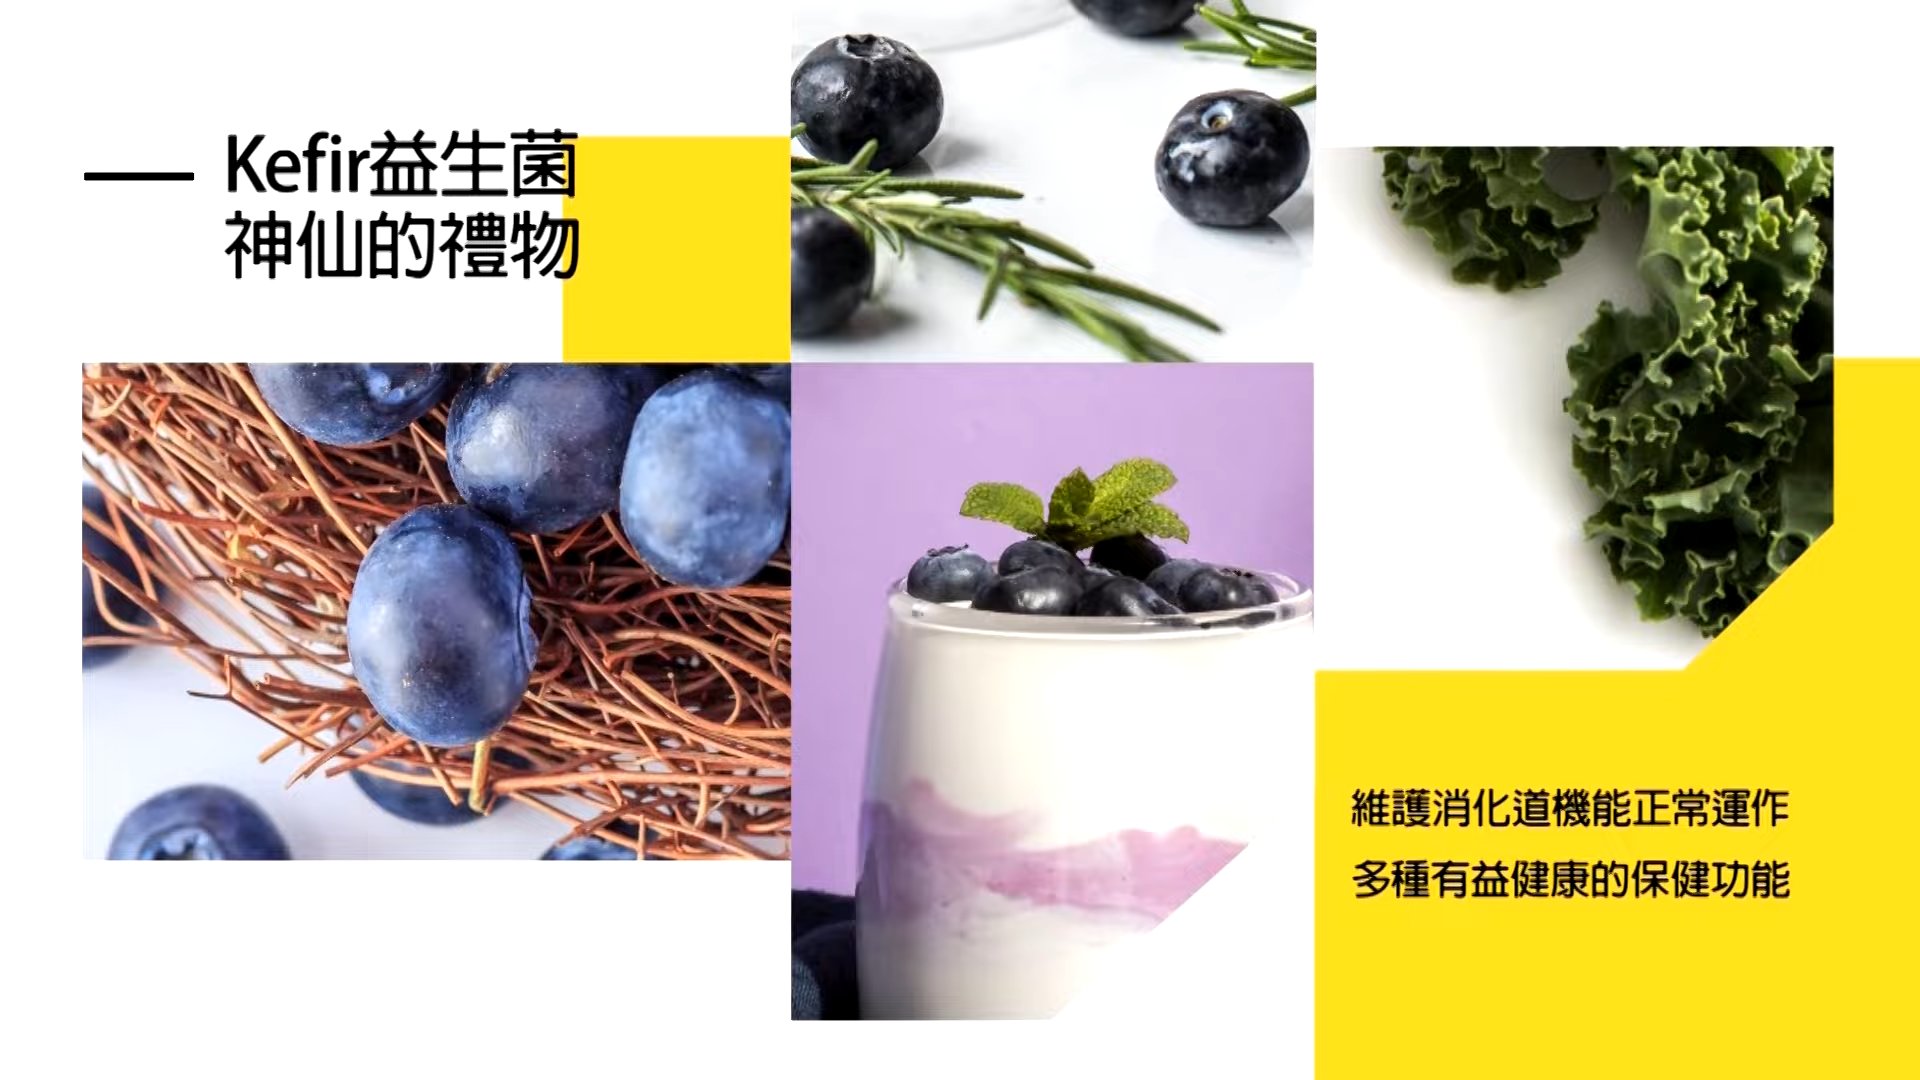 Kefir益生菌
神仙的禮物
維護消化道機能正常運作
多種有益健康的保健功能